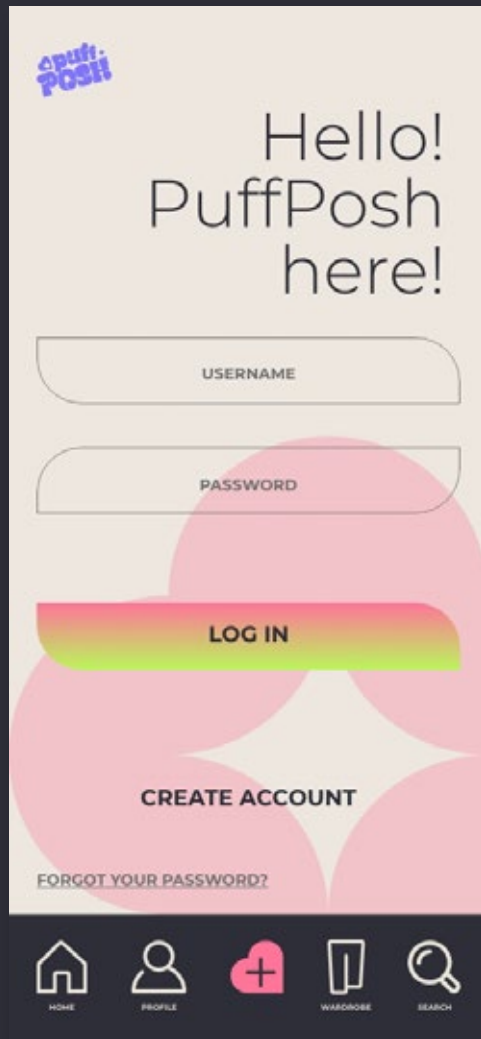 puff.
POSH
Hello!
PuffPosh
here!
USERNAME
PASSWORD
LOG IN
CREATE ACCOUNT
FORGOT YOUR PASSWORD?
HOME
PROFILE
WARDROBE
SEARCH